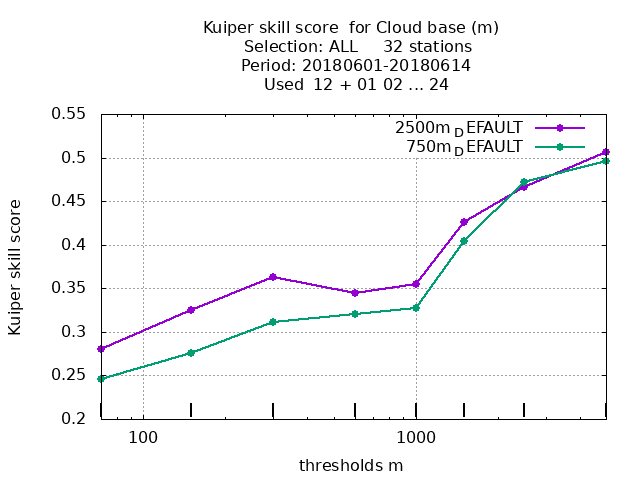 Kuiper skill score  for Cloud base (m)
Selection: ALL     32 stations
Period: 20180601-20180614
Used  12 + 01 02 ... 24
0.55
0.5
0.45
0.4
0.35
0.3
0.25
0.2
Kuiper skill score
2500m_DEFAULT
750m_DEFAULT
100
1000
thresholds m